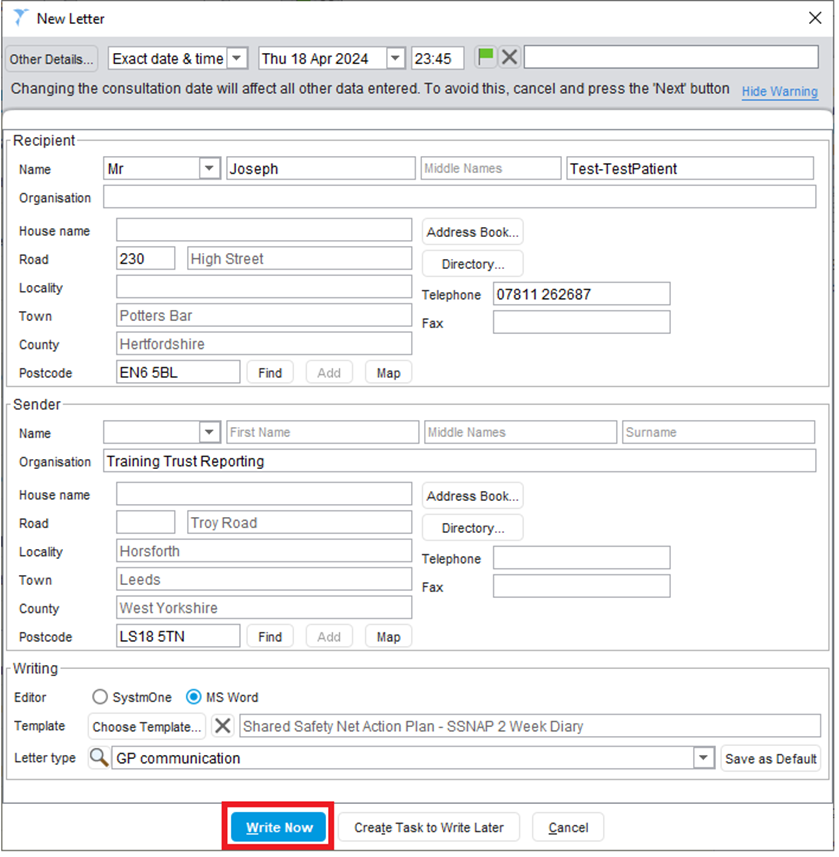 New Letter
Other Details... Exact date & time Thu 18 Apr 2024 23:45
Changing the consultation date will affect all other data entered. To avoid this, cancel and press the 'Next' button Hide Warning
Recipient
Name Mr Joseph Middle Names Test-TestPatient
Organisation
House name Address Book...
Road 230 High Street Directory...
Locality Telephone 07811 262687
Town Potters Bar Fax
County Hertfordshire
Postcode EN6 5BL Find Add Map
Sender
Name First Name Middle Names Surname
Organisation Training Trust Reporting
House name Address Book...
Road Troy Road Directory...
Locality Horsforth Telephone
Town Leeds Fax
County West Yorkshire
Postcode LS18 5TN Find Add Map
Writing
Editor SystmOne MS Word
Template Choose Template... Shared Safety Net Action Plan - SSNAP 2 Week Diary
Letter type GP communication Save as Default
Write Now Create Task to Write Later Cancel